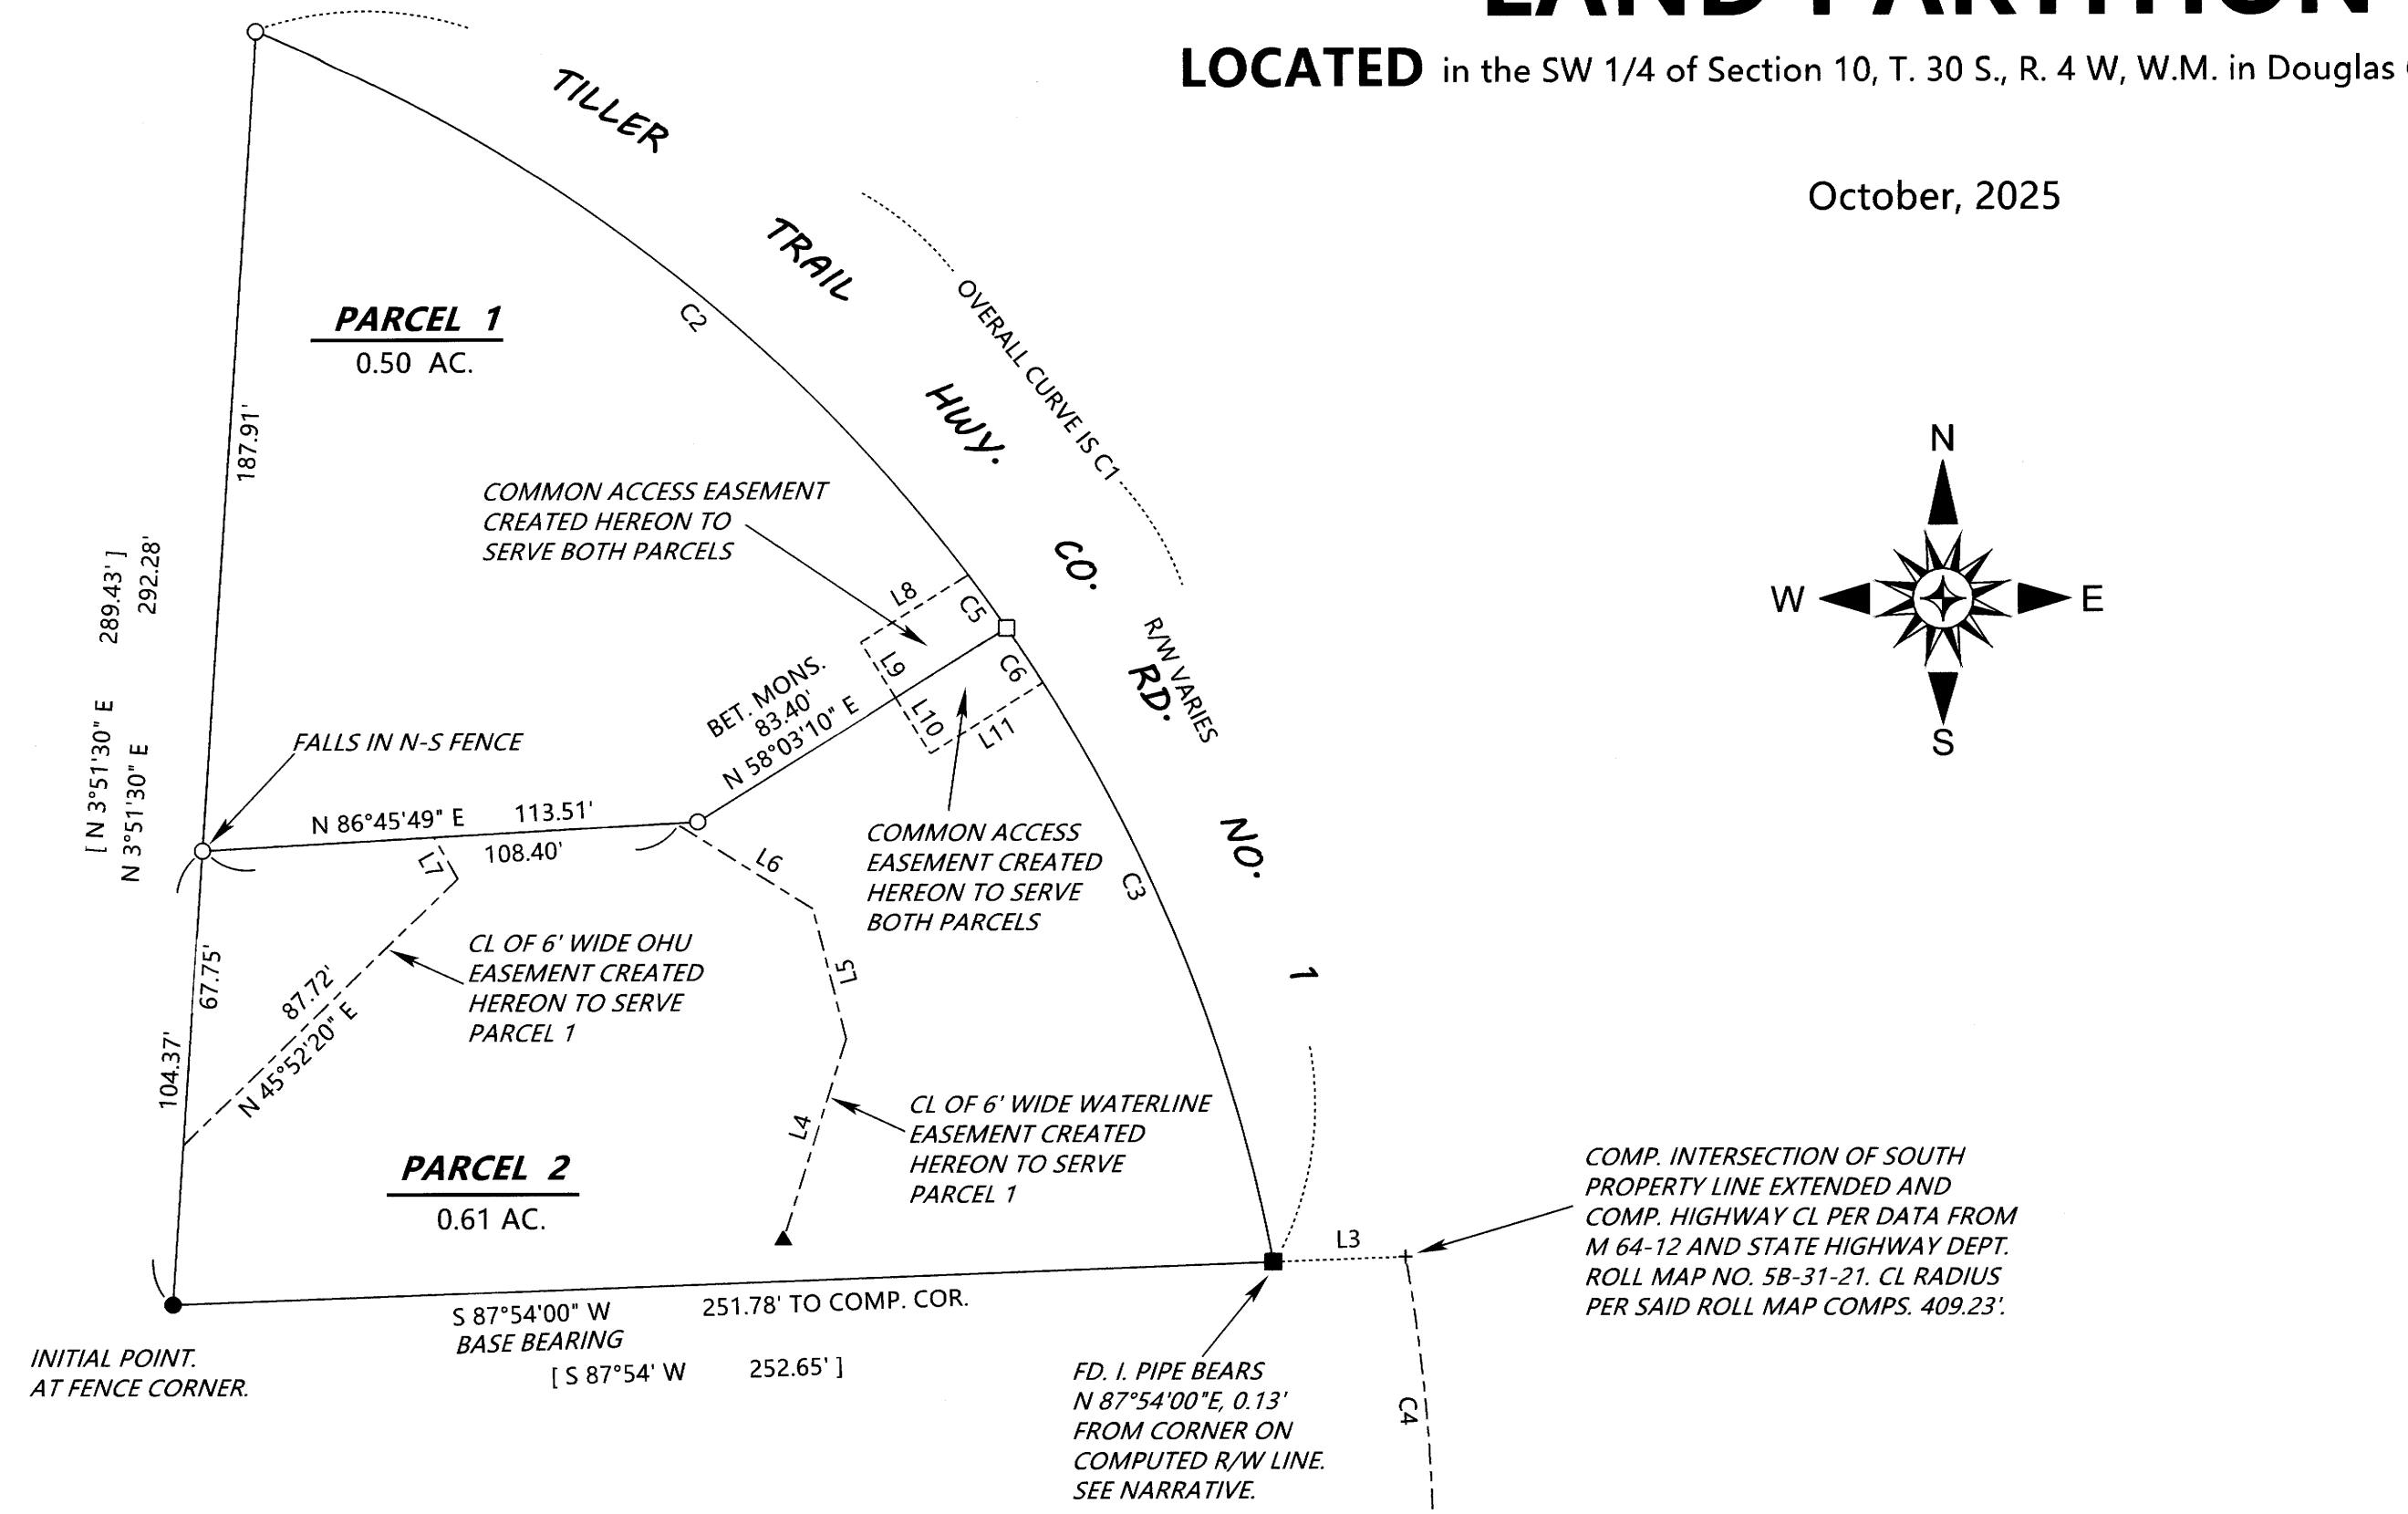 LAND PARTITION
LOCATED in the SW 1/4 of Section 10, T. 30 S., R. 4 W, W.M. in Douglas
October, 2025
TILLER
TRAIL
HWY.
CO.
RD.
NO.
1
OVERALL CURVE IS C1
R/W VARIES
N
W
E
S
PARCEL 1
0.50 AC.
C2
187.91'
COMMON ACCESS EASEMENT
CREATED HEREON TO
SERVE BOTH PARCELS
[ N 3°51'30" E 289.43' ]
N 3°51'30" E 292.28'
L8
C5
L9
C6
L10
L11
BET. MONS.
83.40'
N 58°03'10" E
FALLS IN N-S FENCE
N 86°45'49" E 113.51'
108.40'
L7
L6
COMMON ACCESS
EASEMENT CREATED
HEREON TO SERVE
BOTH PARCELS
C3
CL OF 6' WIDE OHU
EASEMENT CREATED
HEREON TO SERVE
PARCEL 1
L5
67.75'
104.37'
87.72'
N 45°52'20" E
L4
CL OF 6' WIDE WATERLINE
EASEMENT CREATED
HEREON TO SERVE
PARCEL 1
PARCEL 2
0.61 AC.
L3
COMP. INTERSECTION OF SOUTH
PROPERTY LINE EXTENDED AND
COMP. HIGHWAY CL PER DATA FROM
M 64-12 AND STATE HIGHWAY DEPT.
ROLL MAP NO. 5B-31-21. CL RADIUS
PER SAID ROLL MAP COMPS. 409.23'.
S 87°54'00" W 251.78' TO COMP. COR.
BASE BEARING
[ S 87°54' W 252.65' ]
INITIAL POINT.
AT FENCE CORNER.
FD. I. PIPE BEARS
N 87°54'00"E, 0.13'
FROM CORNER ON
COMPUTED R/W LINE.
SEE NARRATIVE.
C4